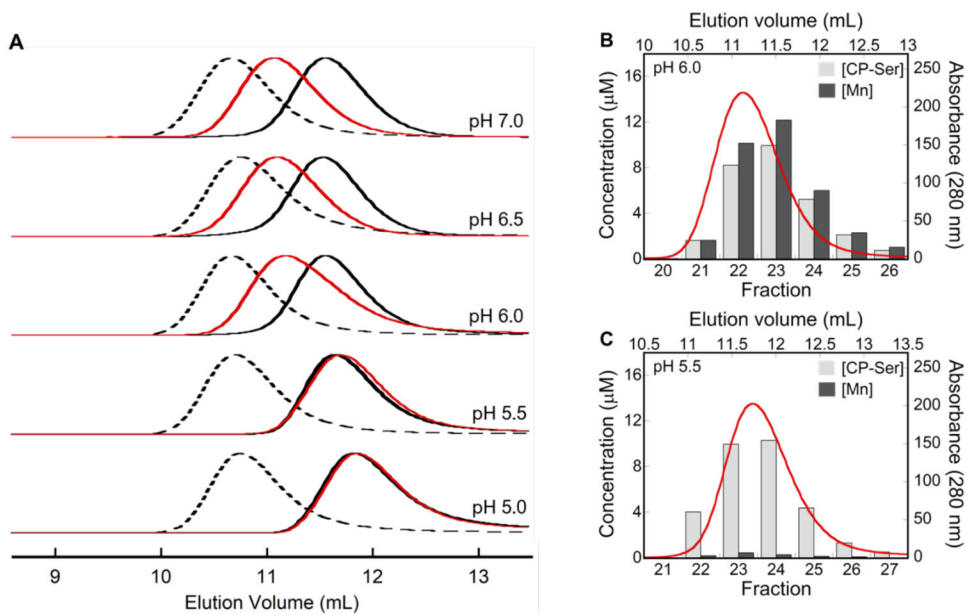 A
pH 7.0
pH 6.5
pH 6.0
pH 5.5
pH 5.0
9 10 11 12 13
Elution Volume (mL)
B
Elution volume (mL)
10 10.5 11 11.5 12 12.5 13
pH 6.0
[CP-Ser]
[Mn]
16
12
8
4
0
Concentration (μM)
250
200
150
100
50
0
Absorbance (280 nm)
20 21 22 23 24 25 26
Fraction
C
Elution volume (mL)
10.5 11 11.5 12 12.5 13 13.5
pH 5.5
[CP-Ser]
[Mn]
16
12
8
4
0
Concentration (μM)
250
200
150
100
50
0
Absorbance (280 nm)
21 22 23 24 25 26 27
Fraction